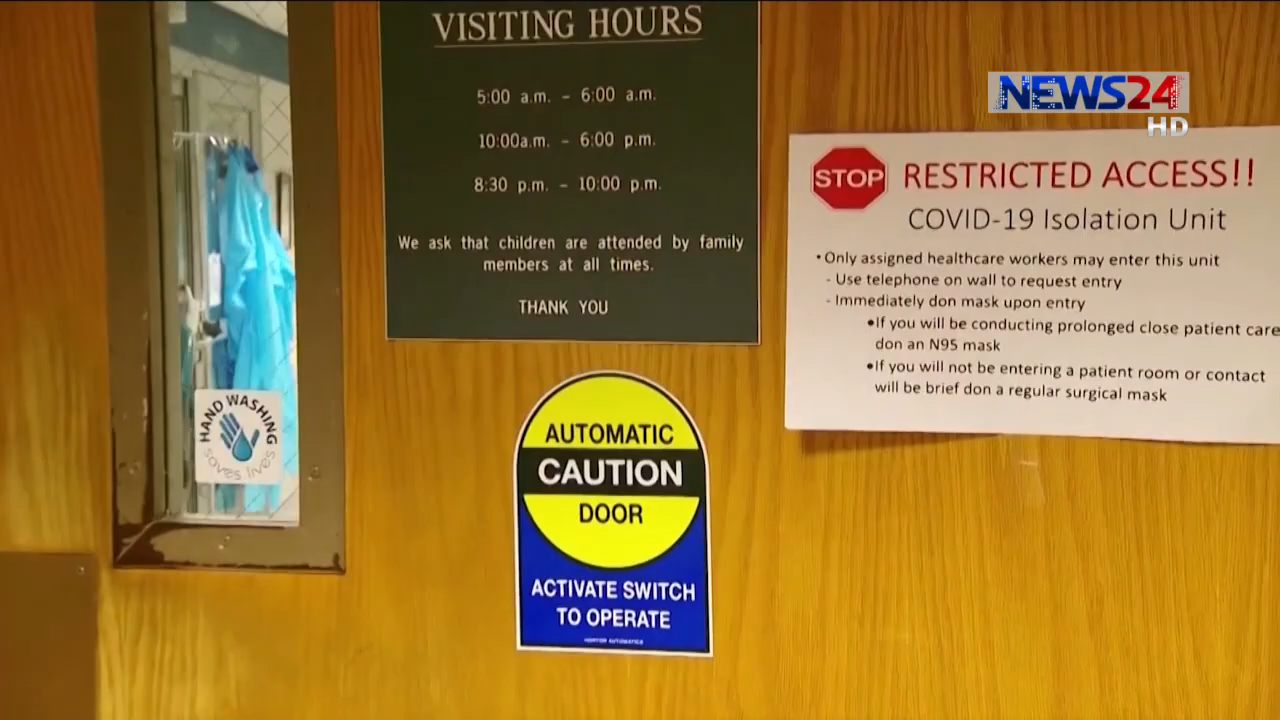 VISITING HOURS
5:00 a.m. - 6:00 a.m.
10:00a.m. - 6:00 p.m.
8:30 p.m. - 10:00 p.m.
We ask that children are attended by family
members at all times.
THANK YOU
NEWS24
HD
STOP
RESTRICTED ACCESS!!
COVID-19 Isolation Unit
• Only assigned healthcare workers may enter this unit
- Use telephone on wall to request entry
- Immediately don mask upon entry
•If you will be conducting prolonged close patient care
don an N95 mask
•If you will not be entering a patient room or contact
will be brief don a regular surgical mask
HAND WASHING
saves lives
AUTOMATIC
CAUTION
DOOR
ACTIVATE SWITCH
TO OPERATE
HORTON AUTOMATICS